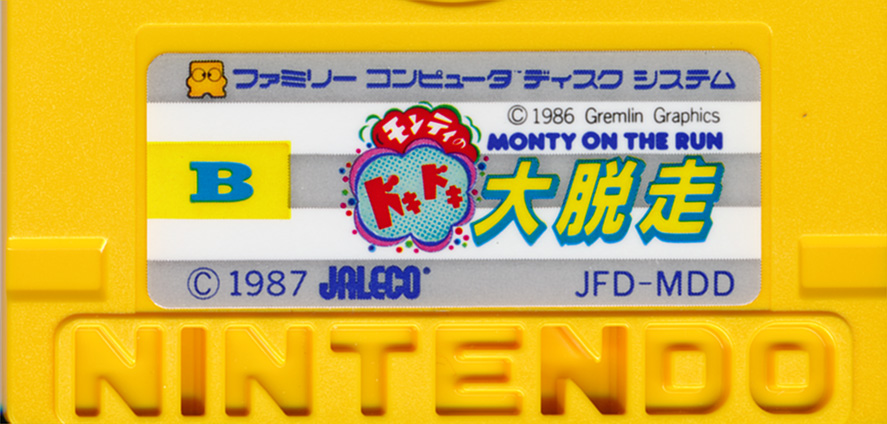 ファミリー コンピュータ™ ディスク システム
©1986 Gremlin Graphics
MONTY ON THE RUN
モンティの
ドキドキ
大脱走
B
©1987 JALECO®
JFD-MDD
NINTENDO